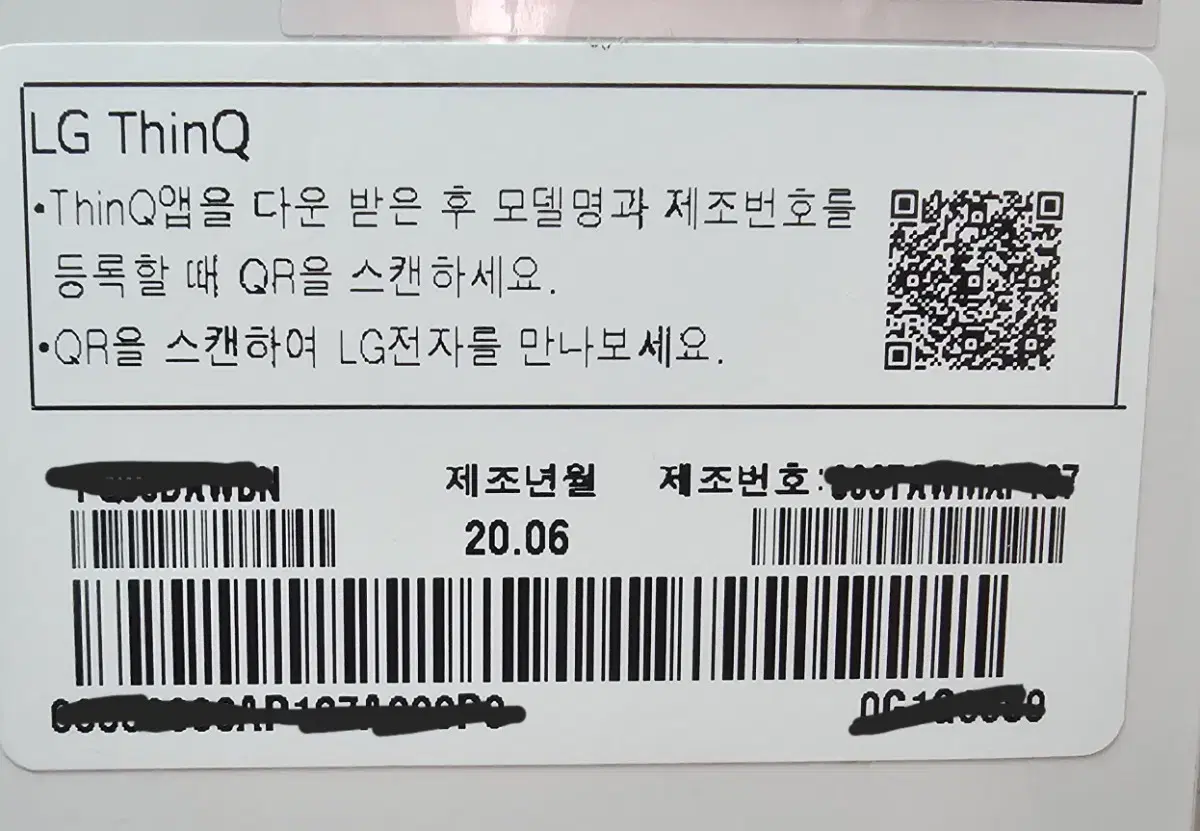 LG ThinQ
•ThinQ앱을 다운 받은 후 모델명과 제조번호를
등록할 때 QR을 스캔하세요.
•QR을 스캔하여 LG전자를 만나보세요.
제조년월 제조번호:
20.06